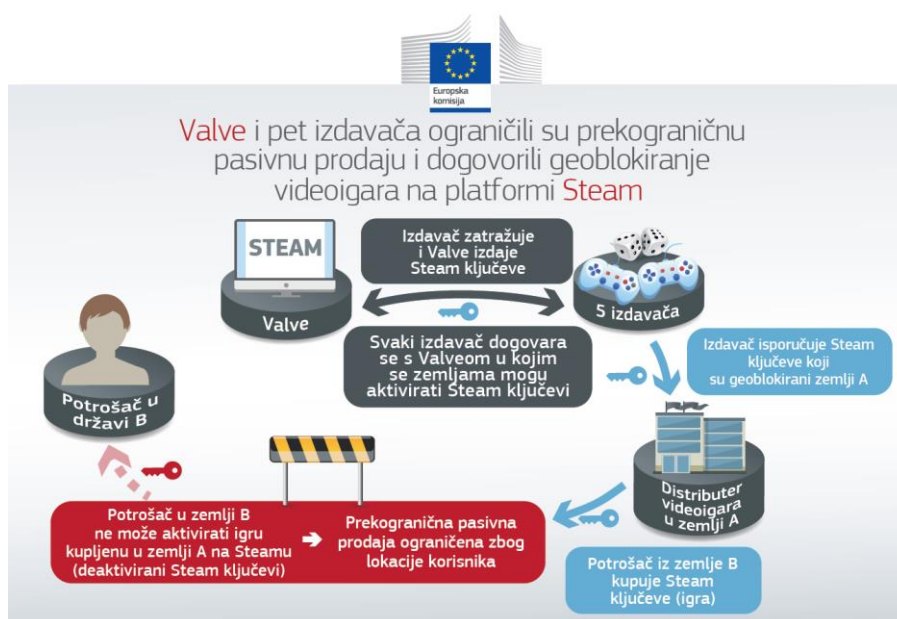 Europska
komisija
Valve i pet izdavača ograničili su prekograničnu
pasivnu prodaju i dogovorili geoblokiranje
videoigara na platformi Steam
STEAM
Valve
Izdavač zatražuje
i Valve izdaje
Steam ključeve
5 izdavača
Svaki izdavač dogovara
se s Valveom u kojim
se zemljama mogu
aktivirati Steam ključevi
Izdavač isporučuje Steam
ključeve koji
su geoblokirani zemlji A
Potrošač u
državi B
Distributer
videoigara
u zemlji A
Potrošač u zemlji B
ne može aktivirati igru
kupljenu u zemlji A na Steamu
(deaktivirani Steam ključevi)
Prekogranična pasivna
prodaja ograničena zbog
lokacije korisnika
Potrošač iz zemlje B
kupuje Steam
ključeve (igra)